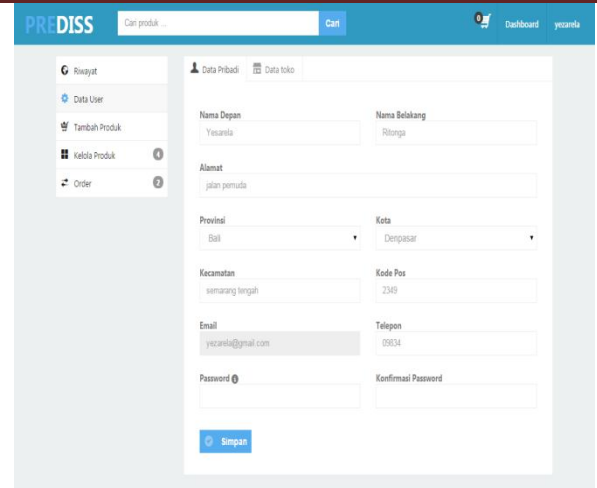 PREDISS
Cari produk ...
Cari
0
Dashboard
yezarela
Riwayat
Data User
Tambah Produk
Kelola Produk 4
Order 2
Data Pribadi
Data toko
Nama Depan
Nama Belakang
Yesarela
Ritonga
Alamat
jalan pemuda
Provinsi
Kota
Bali
Denpasar
Kecamatan
Kode Pos
semarang tengah
2349
Email
Telepon
yezarela@gmail.com
09834
Password
Konfirmasi Password
Simpan